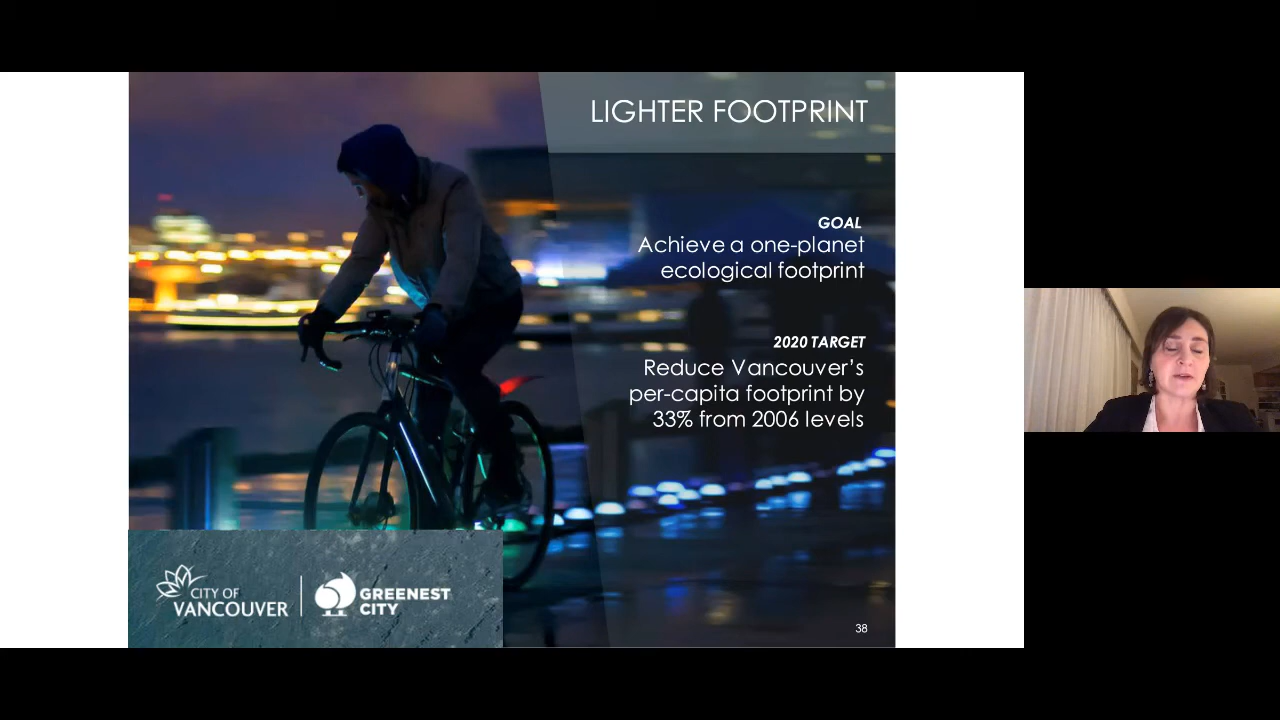 LIGHTER FOOTPRINT
GOAL
Achieve a one-planet
ecological footprint
2020 TARGET
Reduce Vancouver's
per-capita footprint by
33% from 2006 levels
CITY OF
VANCOUVER
GREENEST
CITY
38